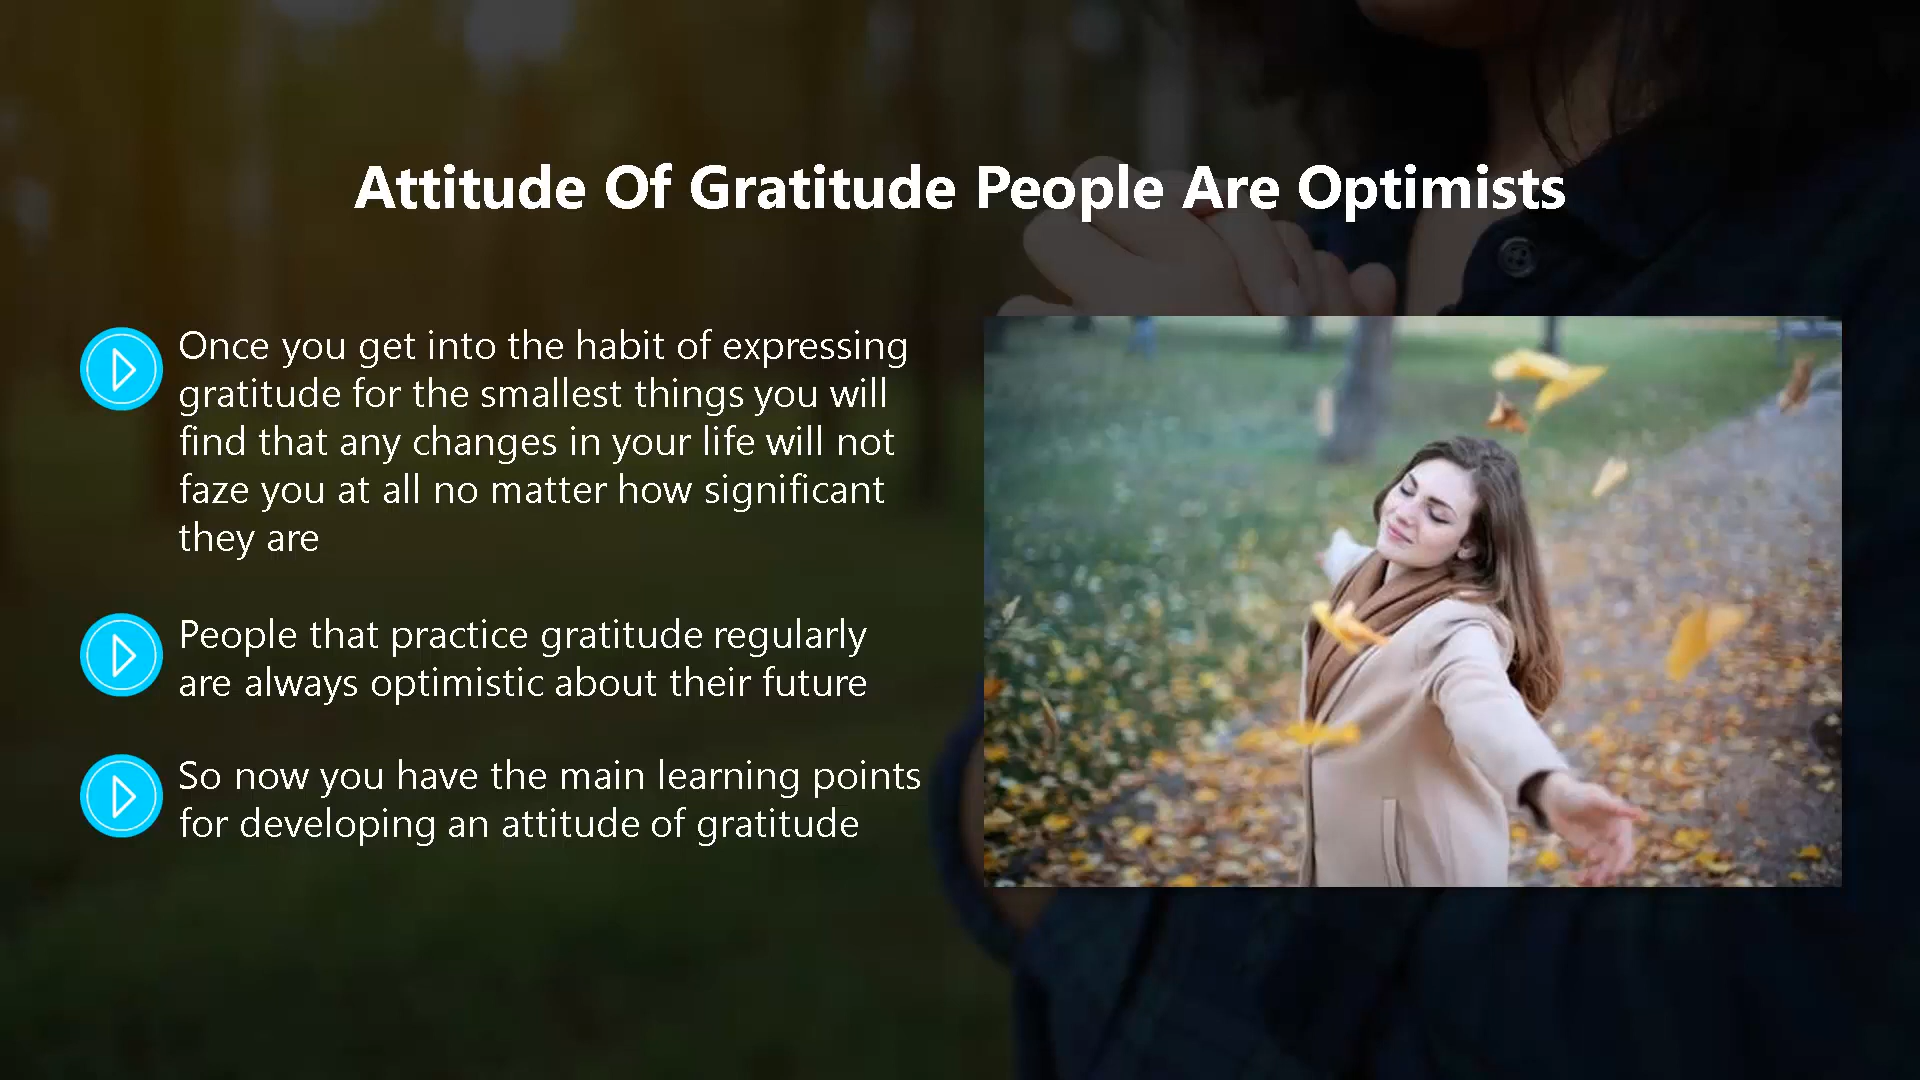 Attitude Of Gratitude People Are Optimists
Once you get into the habit of expressing
gratitude for the smallest things you will
find that any changes in your life will not
faze you at all no matter how significant
they are
People that practice gratitude regularly
are always optimistic about their future
So now you have the main learning points
for developing an attitude of gratitude